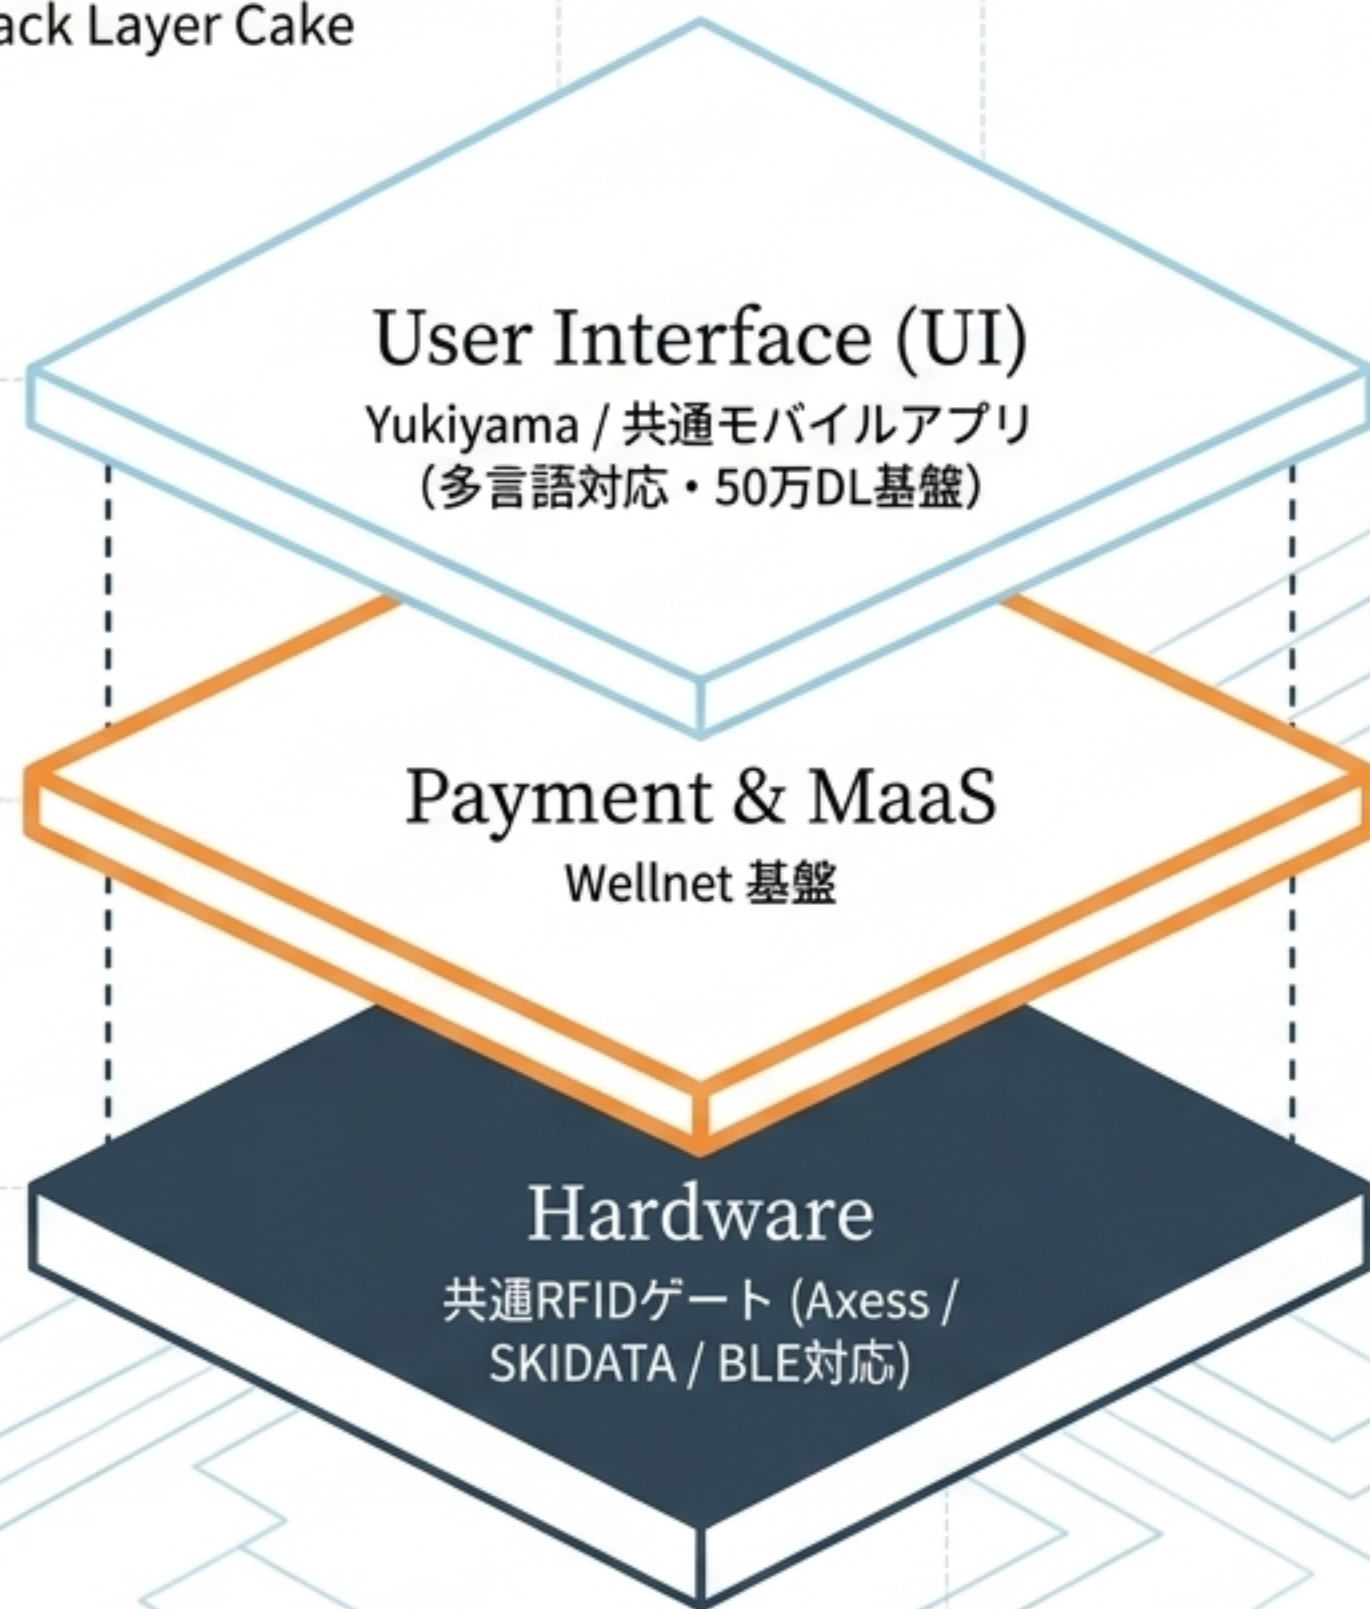 ack Layer Cake
User Interface (UI)
Yukiyama / 共通モバイルアプリ
（多言語対応・50万DL基盤）
Payment & MaaS
Wellnet 基盤
Hardware
共通RFIDゲート (Axess /
SKIDATA / BLE対応)